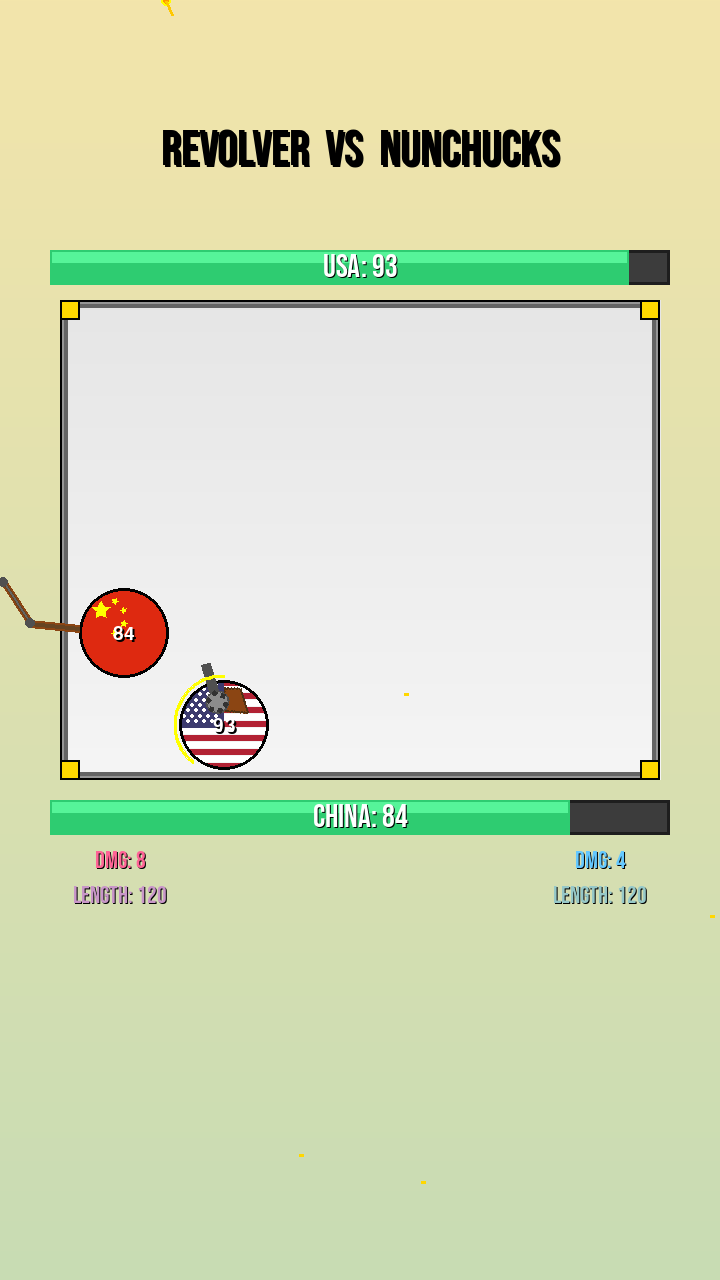 REVOLVER VS NUNCHUCKS
USA: 93
84
93
CHINA: 84
DMG: 8
DMG: 4
LENGTH: 120
LENGTH: 120